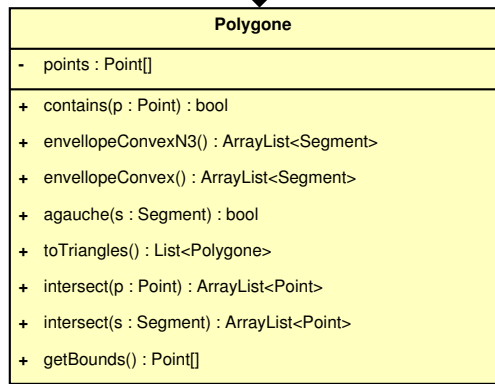 Polygone
- points : Point[]
+ contains(p : Point) : bool
+ envellopeConvexN3() : ArrayList<Segment>
+ envellopeConvex() : ArrayList<Segment>
+ agauche(s : Segment) : bool
+ toTriangles() : List<Polygone>
+ intersect(p : Point) : ArrayList<Point>
+ intersect(s : Segment) : ArrayList<Point>
+ getBounds() : Point[]